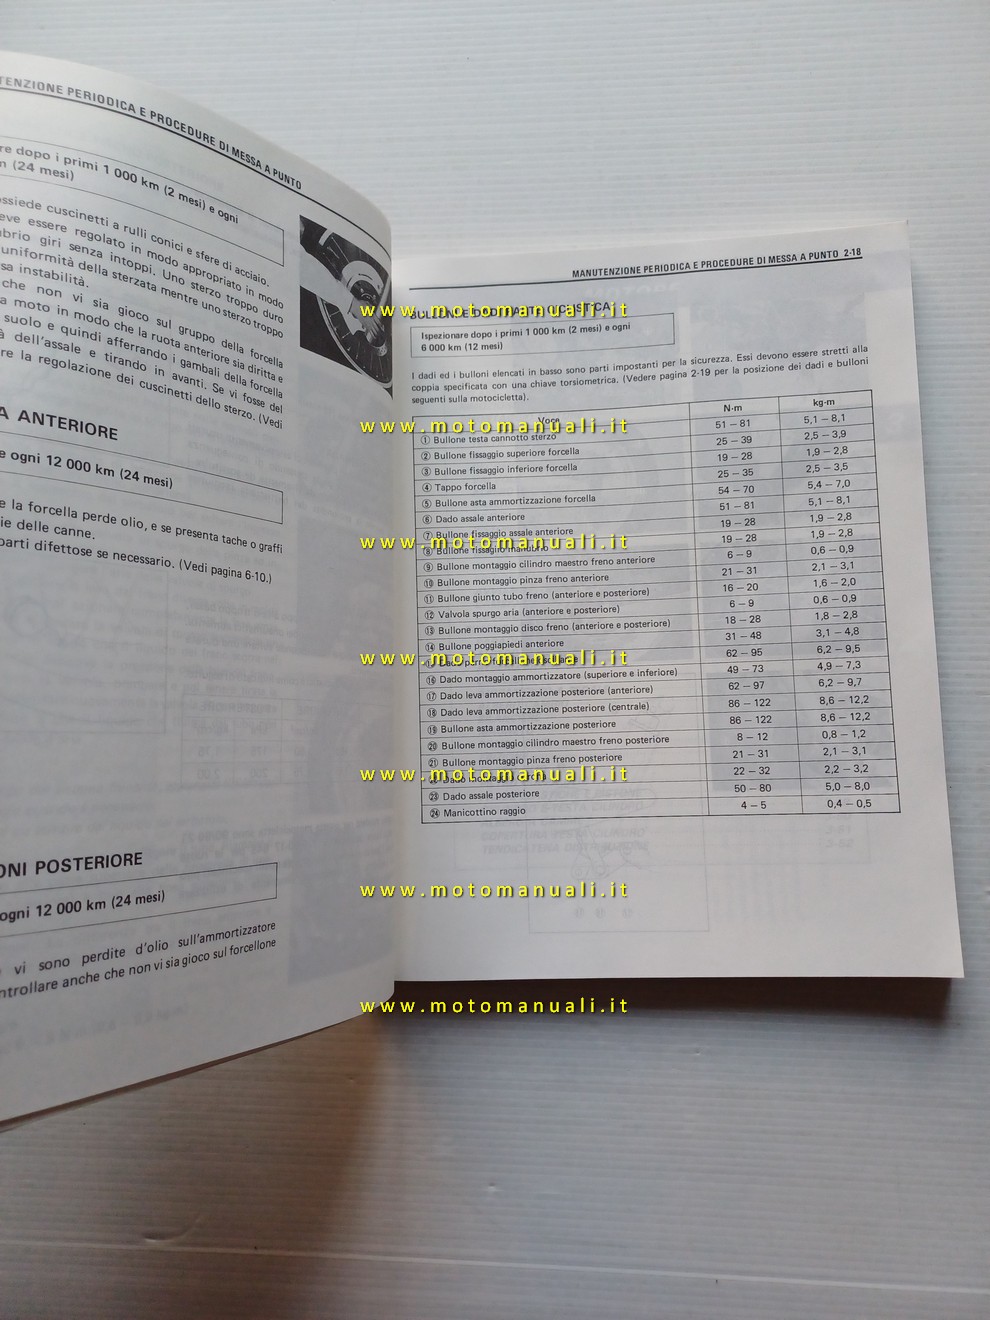 TENZIONE PERIODICA E PROCEDURE DI MESSA A PUNTO
re dopo i primi 1 000 km (2 mesi) e ogni
m (24 mesi)
ssiede cuscinetti a rulli conici e sfere di acciaio.
eve essere regolato in modo appropriato in modo
brio giri senza intoppi. Uno sterzo troppo duro
uniformità della sterzata mentre uno sterzo troppo
sa instabilità.
che non vi sia gioco sul gruppo della forcella
a moto in modo che la ruota anteriore sia diritta e
suolo e quindi afferrando i gambali della forcella
à dell'assale e tirando in avanti. Se vi fosse del
re la regolazione dei cuscinetti dello sterzo. (Vedi
A ANTERIORE
e ogni 12 000 km (24 mesi)
e la forcella perde olio, e se presenta tache o graffi
ie delle canne.
parti difettose se necessario. (Vedi pagina 6-10.)
ONI POSTERIORE
ogni 12 000 km (24 mesi)
vi sono perdite d'olio sull'ammortizzatore
ntrollare anche che non vi sia gioco sul forcellone
MANUTENZIONE PERIODICA E PROCEDURE DI MESSA A PUNTO 2-18
www.motomanuali.it
Ispezionare dopo i primi 1 000 km (2 mesi) e ogni
6 000 km (12 mesi)
I dadi ed i bulloni elencati in basso sono parti impostanti per la sicurezza. Essi devono essere stretti alla
coppia specificata con una chiave torsiometrica. (Vedere pagina 2-19 per la posizione dei dadi e bulloni
seguenti sulla motocicletta).
Voce N·m kg-m
www.motomanuali.it
① Bullone testa cannotto sterzo 51 – 81 5,1 – 8,1
② Bullone fissaggio superiore forcella 25 – 39 2,5 – 3,9
③ Bullone fissaggio inferiore forcella 19 – 28 1,9 – 2,8
④ Tappo forcella 25 – 35 2,5 – 3,5
⑤ Bullone asta ammortizzazione forcella 54 – 70 5,4 – 7,0
⑥ Dado assale anteriore 51 – 81 5,1 – 8,1
⑦ Bullone fissaggio assale anteriore 19 – 28 1,9 – 2,8
www.motomanuali.it
⑧ Bullone fissaggio manubrio 19 – 28 1,9 – 2,8
⑨ Bullone montaggio cilindro maestro freno anteriore 6 – 9 0,6 – 0,9
⑩ Bullone montaggio pinza freno anteriore 21 – 31 2,1 – 3,1
⑪ Bullone giunto tubo freno (anteriore e posteriore) 16 – 20 1,6 – 2,0
⑫ Valvola spurgo aria (anteriore e posteriore) 6 – 9 0,6 – 0,9
⑬ Bullone montaggio disco freno (anteriore e posteriore) 18 – 28 1,8 – 2,8
⑭ Bullone poggiapiedi anteriore 31 – 48 3,1 – 4,8
⑮ Dado 62 – 95 6,2 – 9,5
www.motomanuali.it
⑯ Dado montaggio ammortizzatore (superiore e inferiore) 49 – 73 4,9 – 7,3
⑰ Dado leva ammortizzazione posteriore (anteriore) 62 – 97 6,2 – 9,7
⑱ Dado leva ammortizzazione posteriore (centrale) 86 – 122 8,6 – 12,2
⑲ Bullone asta ammortizzazione posteriore 86 – 122 8,6 – 12,2
⑳ Bullone montaggio cilindro maestro freno posteriore 8 – 12 0,8 – 1,2
㉑ Bullone montaggio pinza freno posteriore 21 – 31 2,1 – 3,1
22 – 32 2,2 – 3,2
www.motomanuali.it
㉓ Dado assale posteriore 50 – 80 5,0 – 8,0
㉔ Manicottino raggio 4 – 5 0,4 – 0,5
www.motomanuali.it
www.motomanuali.it